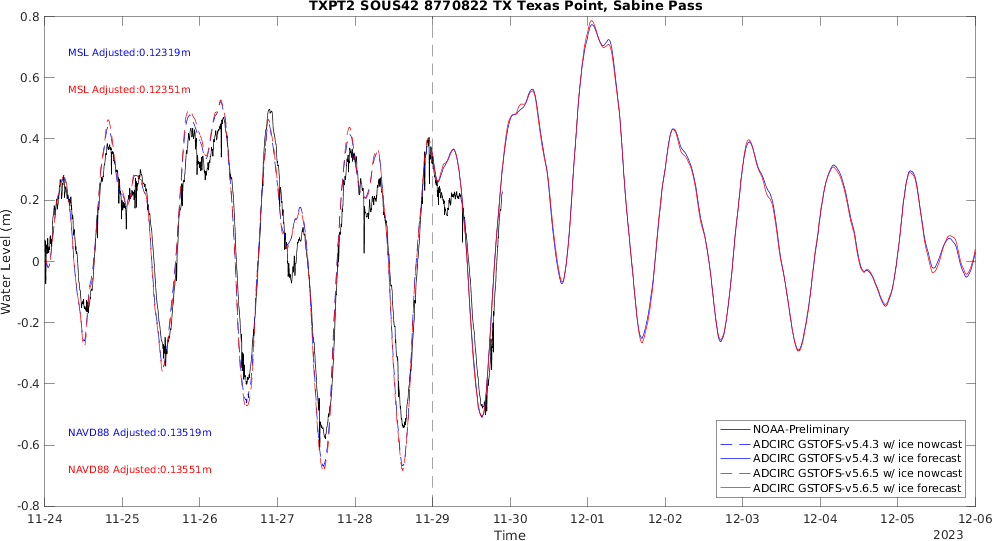 TXPT2 SOUS42 8770822 TX Texas Point, Sabine Pass
0.8
MSL Adjusted:0.12319m
0.6
MSL Adjusted:0.12351m
0.4
0.2
0
-0.2
-0.4
-0.6
-0.8
Water Level (m)
NAVD88 Adjusted:0.13519m
NAVD88 Adjusted:0.13551m
NOAA-Preliminary
ADCIRC GSTOFS-v5.4.3 w/ ice nowcast
ADCIRC GSTOFS-v5.4.3 w/ ice forecast
ADCIRC GSTOFS-v5.6.5 w/ ice nowcast
ADCIRC GSTOFS-v5.6.5 w/ ice forecast
11-24 11-25 11-26 11-27 11-28 11-29 11-30 12-01 12-02 12-03 12-04 12-05 12-06
Time
2023